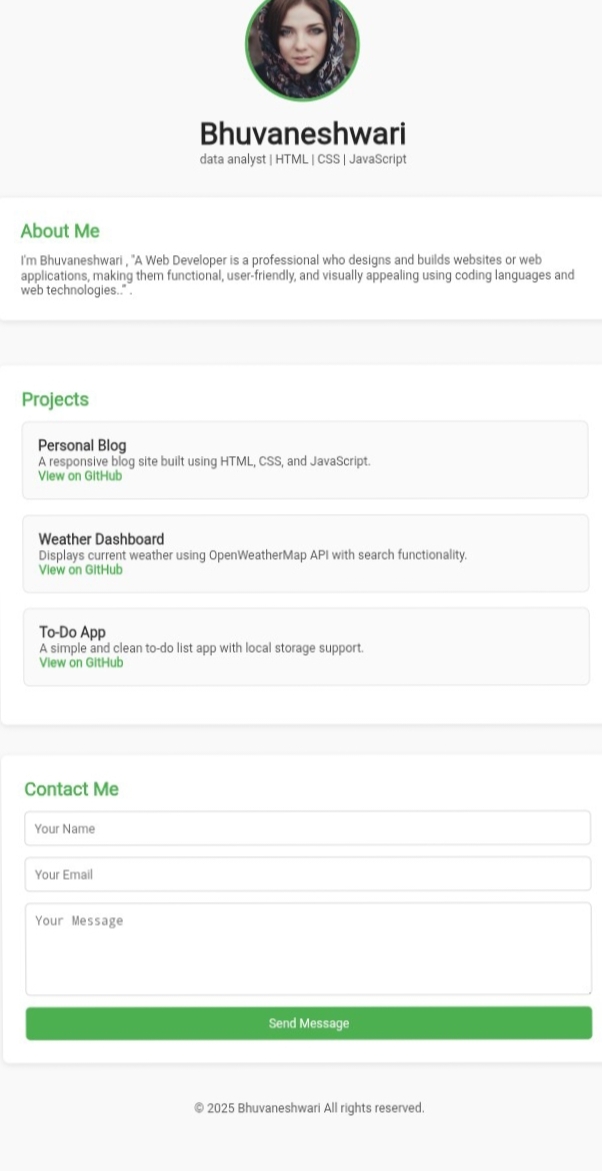 Bhuvaneshwari
data analyst | HTML | CSS | JavaScript
About Me
I'm Bhuvaneshwari , "A Web Developer is a professional who designs and builds websites or web
applications, making them functional, user-friendly, and visually appealing using coding languages and
web technologies.." .
Projects
Personal Blog
A responsive blog site built using HTML, CSS, and JavaScript.
View on GitHub
Weather Dashboard
Displays current weather using OpenWeatherMap API with search functionality.
View on GitHub
To-Do App
A simple and clean to-do list app with local storage support.
View on GitHub
Contact Me
Your Name
Your Email
Your Message
Send Message
© 2025 Bhuvaneshwari All rights reserved.